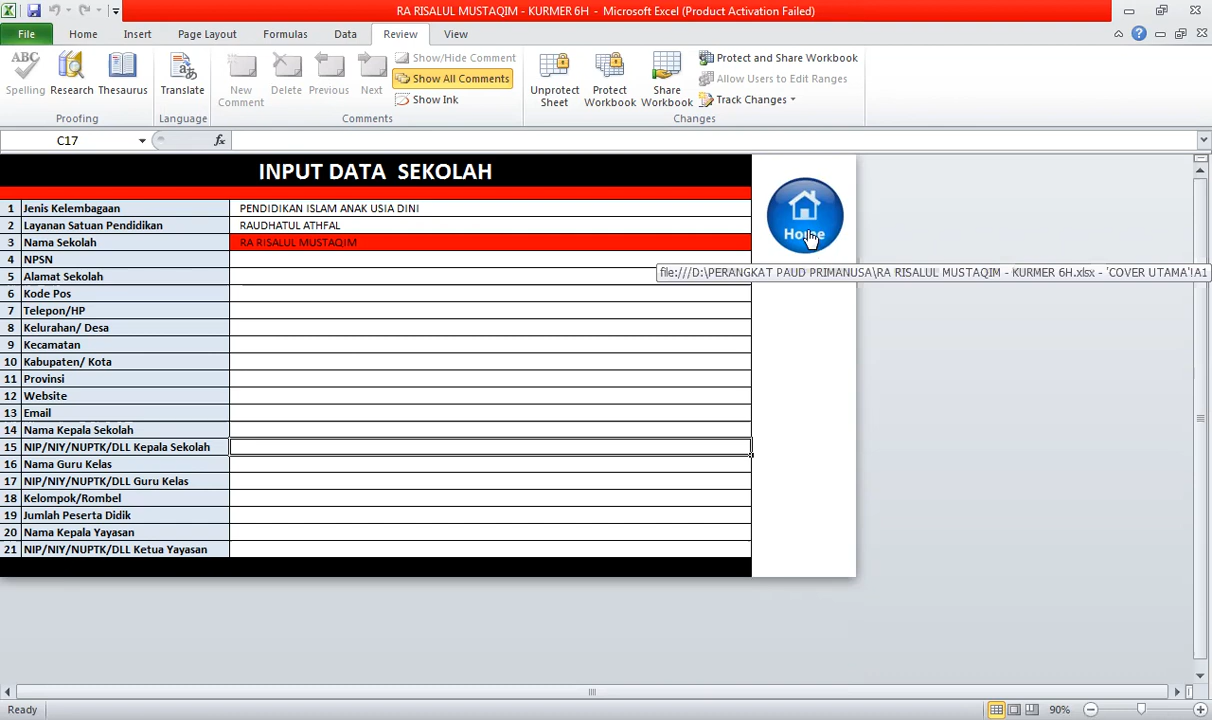 RA RISALUL MUSTAQIM - KURMER 6H - Microsoft Excel (Product Activation Failed)
File Home Insert Page Layout Formulas Data Review View
ABC
Spelling Research Thesaurus
Proofing
Translate
Language
New Comment Delete Previous Next
Show/Hide Comment
Show All Comments
Show Ink
Comments
Unprotect Sheet Protect Workbook Share Workbook
Protect and Share Workbook
Allow Users to Edit Ranges
Track Changes
Changes
C17 fx
INPUT DATA SEKOLAH
1 Jenis Kelembagaan PENDIDIKAN ISLAM ANAK USIA DINI
2 Layanan Satuan Pendidikan RAUDHATUL ATHFAL
3 Nama Sekolah RA RISALUL MUSTAQIM
4 NPSN
5 Alamat Sekolah
6 Kode Pos
7 Telepon/HP
8 Kelurahan/ Desa
9 Kecamatan
10 Kabupaten/ Kota
11 Provinsi
12 Website
13 Email
14 Nama Kepala Sekolah
15 NIP/NIY/NUPTK/DLL Kepala Sekolah
16 Nama Guru Kelas
17 NIP/NIY/NUPTK/DLL Guru Kelas
18 Kelompok/Rombel
19 Jumlah Peserta Didik
20 Nama Kepala Yayasan
21 NIP/NIY/NUPTK/DLL Ketua Yayasan
Home
file:///D:\PERANGKAT PAUD PRIMANUSA\RA RISALUL MUSTAQIM - KURMER 6H.xlsx - 'COVER UTAMA'!A1
Ready 90%